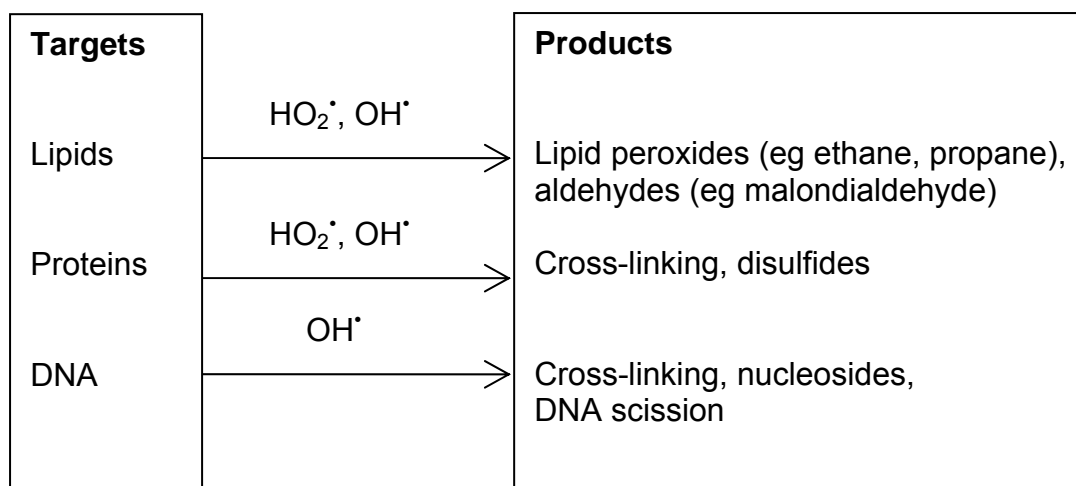 Targets
Products
HO₂•, OH•
Lipids
Lipid peroxides (eg ethane, propane),
aldehydes (eg malondialdehyde)
HO₂•, OH•
Proteins
Cross-linking, disulfides
OH•
DNA
Cross-linking, nucleosides,
DNA scission